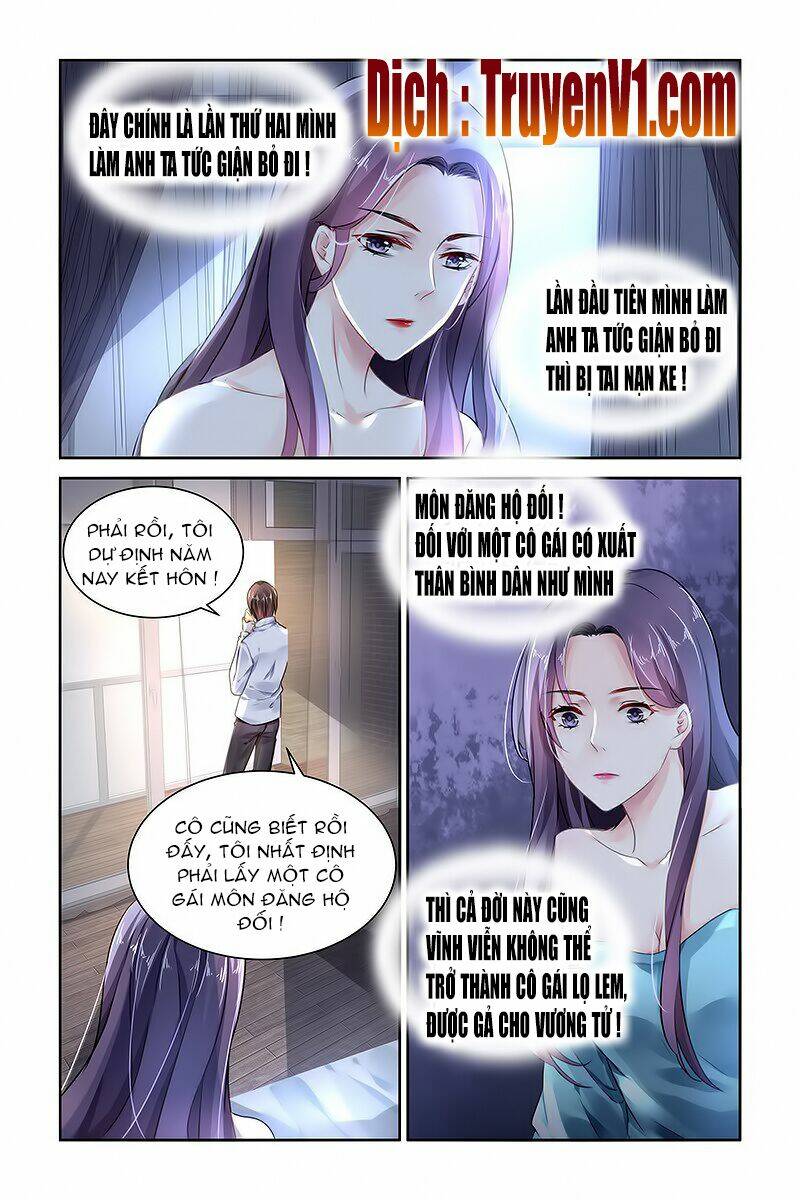 Dịch : TruyenV1.com
ĐÂY CHÍNH LÀ LẦN THỨ HAI MÌNH
LÀM ANH TA TỨC GIẬN BỎ ĐI !
LẦN ĐẦU TIÊN MÌNH LÀM
ANH TA TỨC GIẬN BỎ ĐI
THÌ BỊ TAI NẠN XE !
PHẢI RỒI, TÔI
DỰ ĐỊNH NĂM
NAY KẾT HÔN !
CÔ CŨNG BIẾT RỒI
ĐẤY, TÔI NHẤT ĐỊNH
PHẢI LẤY MỘT CÔ
GÁI MÔN ĐĂNG HỘ
ĐỐI !
MÔN ĐĂNG HỘ ĐỐI !
ĐỐI VỚI MỘT CÔ GÁI CÓ XUẤT
THÂN BÌNH DÂN NHƯ MÌNH
THÌ CẢ ĐỜI NÀY CŨNG
VĨNH VIỄN KHÔNG THỂ
TRỞ THÀNH CÔ GÁI LỌ LEM,
ĐƯỢC GẢ CHO VƯƠNG TỬ !